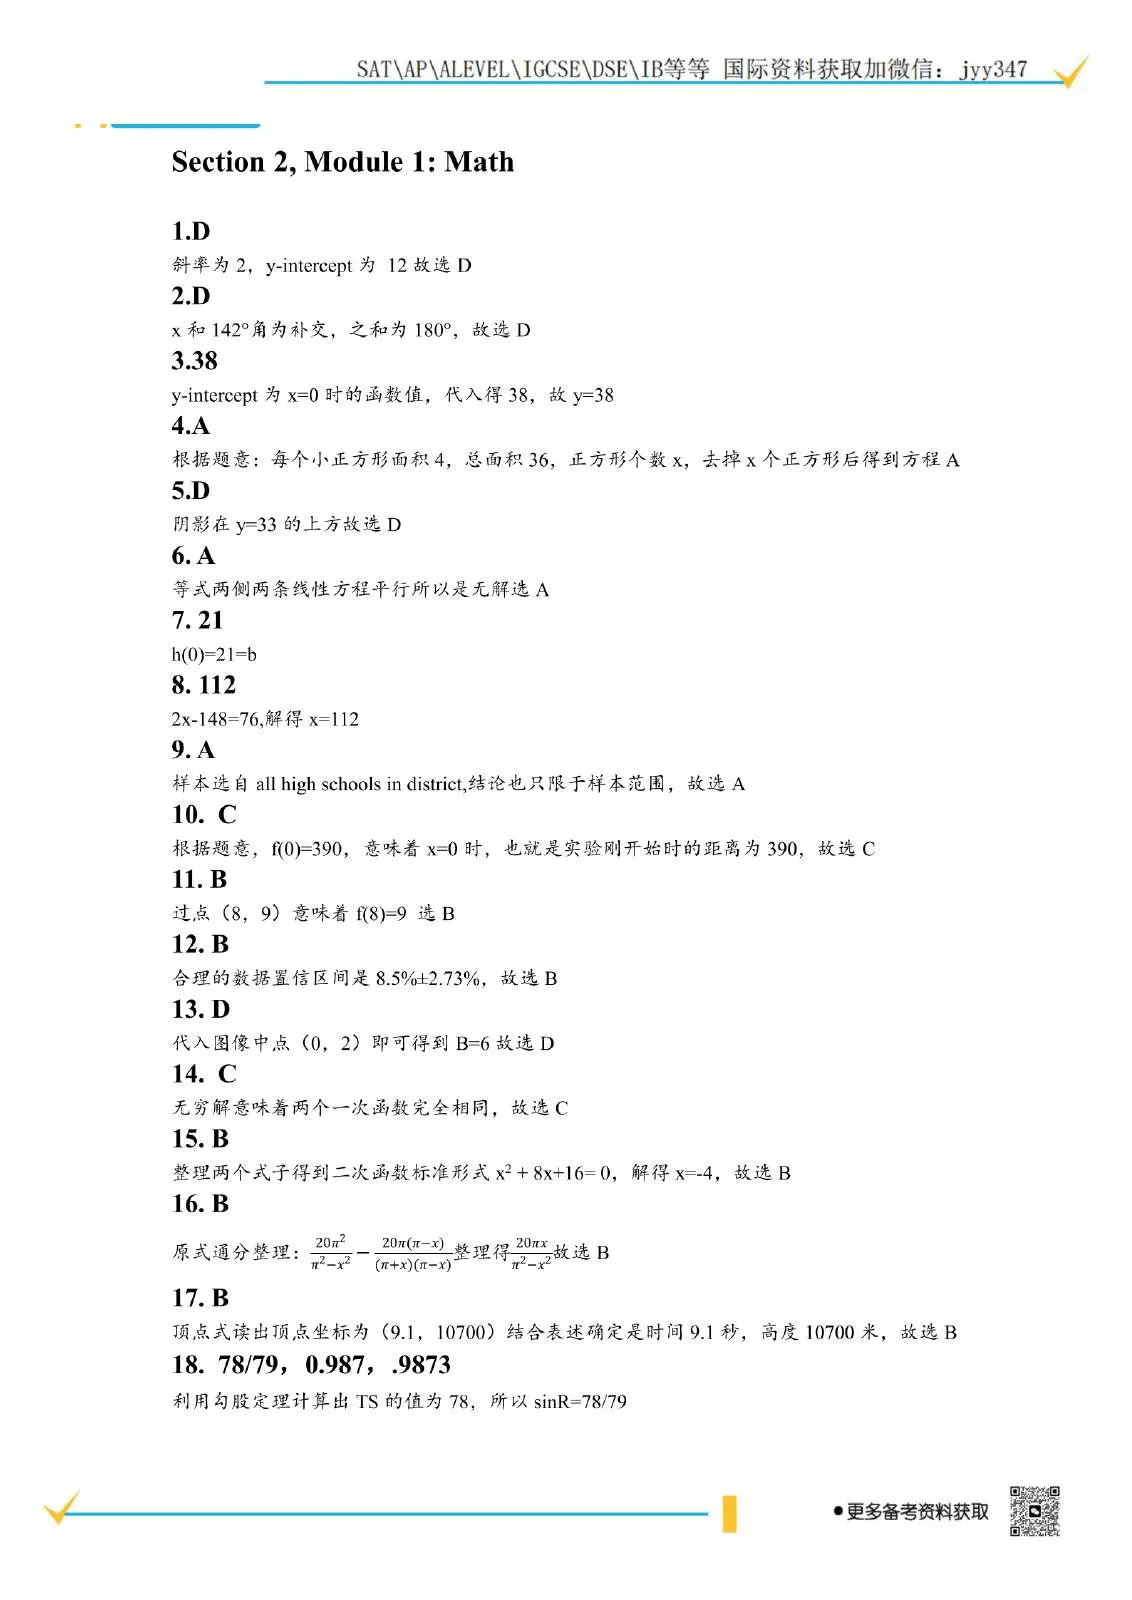 SAT\AP\ALEVEL\IGCSE\DSE\IB等等 国际资料获取加微信：jyy347
Section 2, Module 1: Math
1.D
斜率为 2，y-intercept 为 12 故选 D
2.D
x 和 142°角为补交，之和为 180°，故选 D
3.38
y-intercept 为 x=0 时的函数值，代入得 38，故 y=38
4.A
根据题意：每个小正方形面积 4，总面积 36，正方形个数 x，去掉 x 个正方形后得到方程 A
5.D
阴影在 y=33 的上方故选 D
6. A
等式两侧两条线性方程平行所以是无解选 A
7. 21
h(0)=21=b
8. 112
2x-148=76,解得 x=112
9. A
样本选自 all high schools in district,结论也只限于样本范围，故选 A
10. C
根据题意，f(0)=390，意味着 x=0 时，也就是实验刚开始时的距离为 390，故选 C
11. B
过点（8，9）意味着 f(8)=9 选 B
12. B
合理的数据置信区间是 8.5%±2.73%，故选 B
13. D
代入图像中点（0，2）即可得到 B=6 故选 D
14. C
无穷解意味着两个一次函数完全相同，故选 C
15. B
整理两个式子得到二次函数标准形式 x² + 8x+16= 0，解得 x=-4，故选 B
16. B
原式通分整理：20π²/(π²−x²) − 20π(π−x)/((π+x)(π−x)) 整理得 20πx/(π²−x²) 故选 B
17. B
顶点式读出顶点坐标为（9.1，10700）结合表述确定是时间 9.1 秒，高度 10700 米，故选 B
18. 78/79，0.987，.9873
利用勾股定理计算出 TS 的值为 78，所以 sinR=78/79
●更多备考资料获取